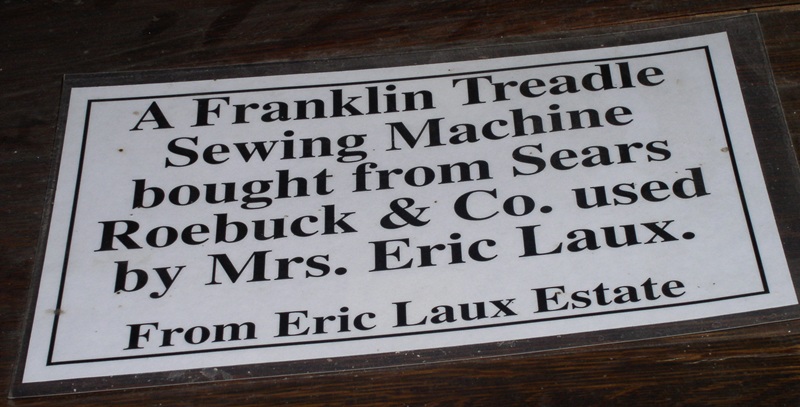 A Franklin Treadle
Sewing Machine
bought from Sears
Roebuck & Co. used
by Mrs. Eric Laux.
From Eric Laux Estate